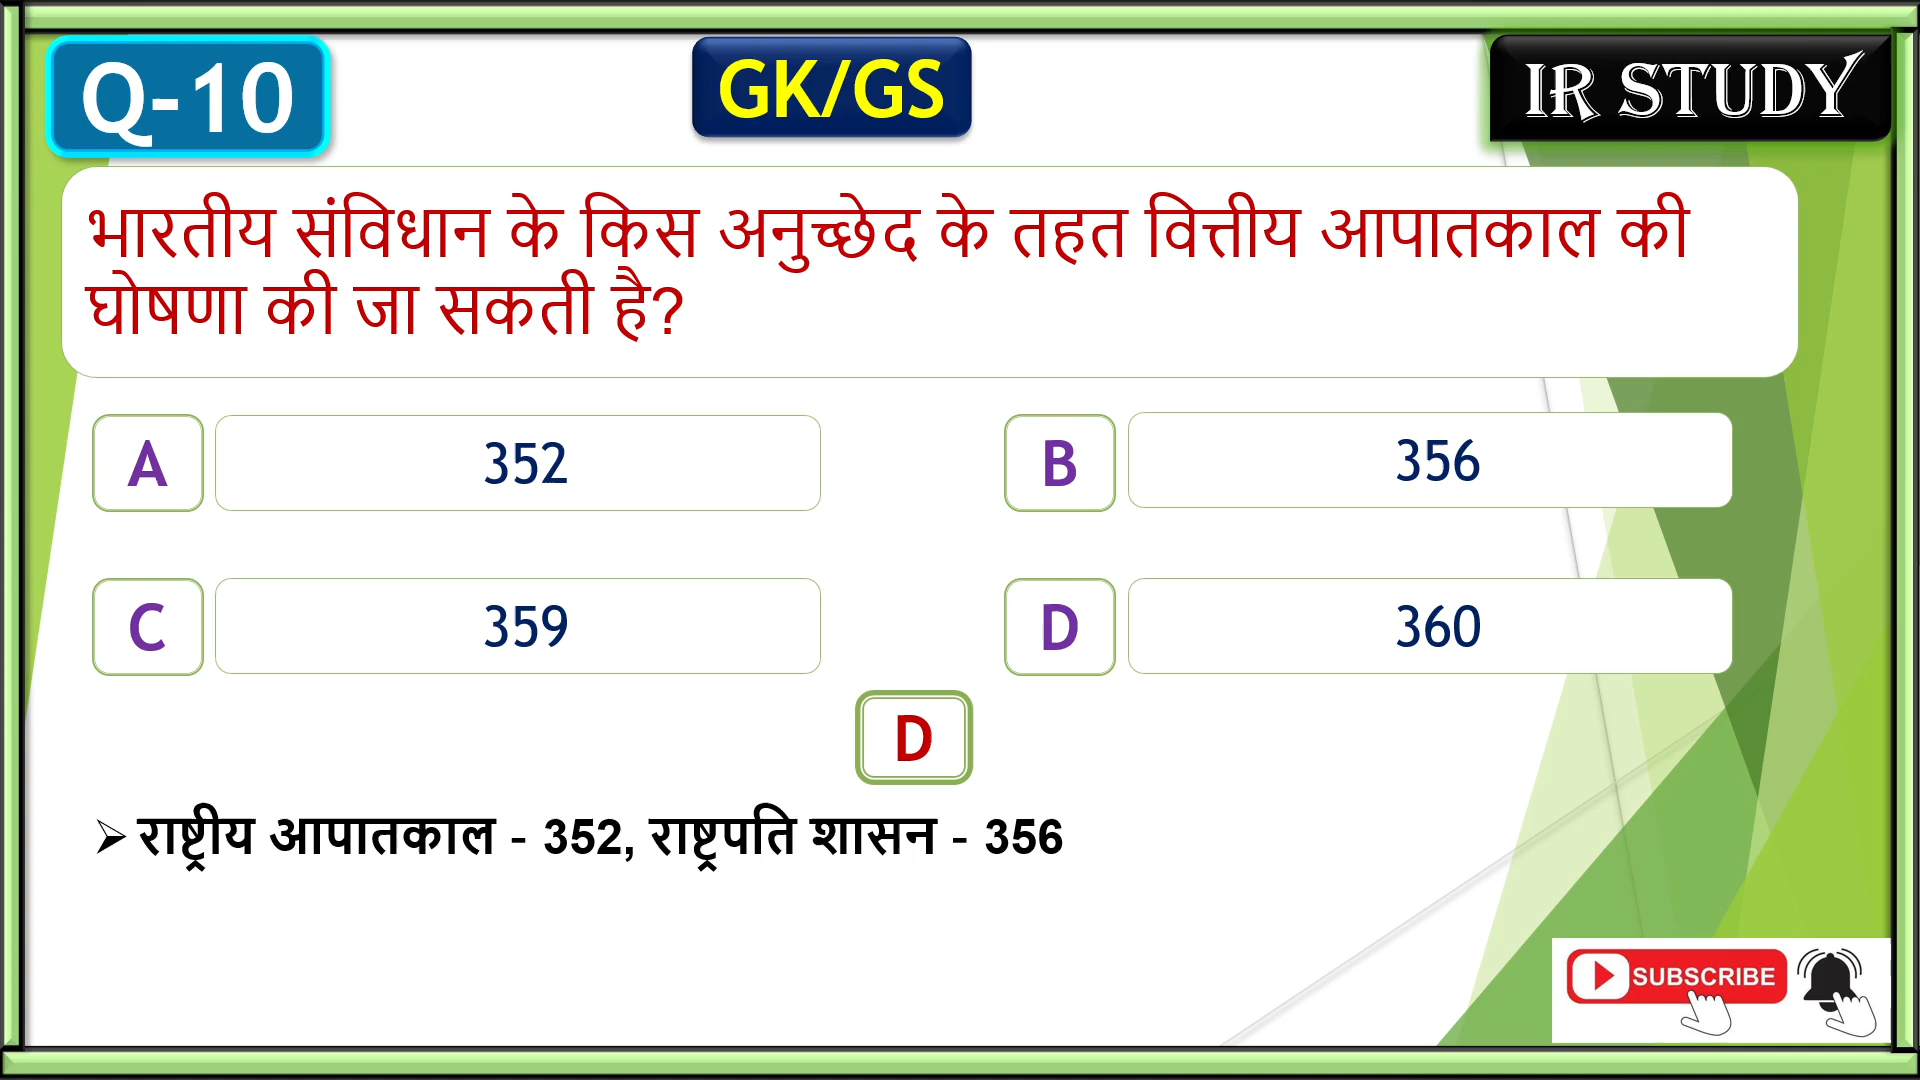 Q-10
GK/GS
IR STUDY
भारतीय संविधान के किस अनुच्छेद के तहत वित्तीय आपातकाल की
घोषणा की जा सकती है?
A
352
B
356
C
359
D
360
D
➢ राष्ट्रीय आपातकाल - 352, राष्ट्रपति शासन - 356
SUBSCRIBE